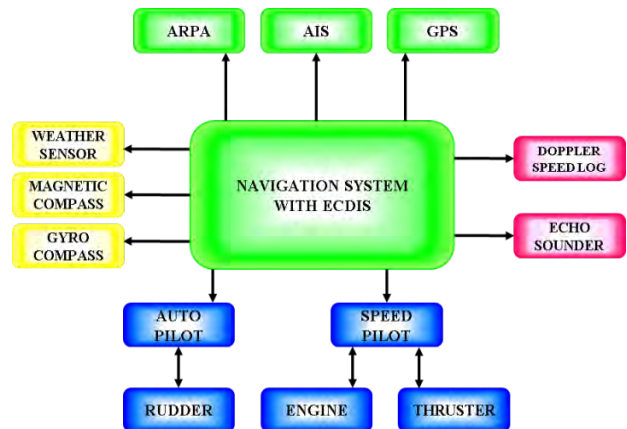 ARPA
AIS
GPS
WEATHER
SENSOR
MAGNETIC
COMPASS
GYRO
COMPASS
NAVIGATION SYSTEM
WITH ECDIS
DOPPLER
SPEED LOG
ECHO
SOUNDER
AUTO
PILOT
SPEED
PILOT
RUDDER
ENGINE
THRUSTER